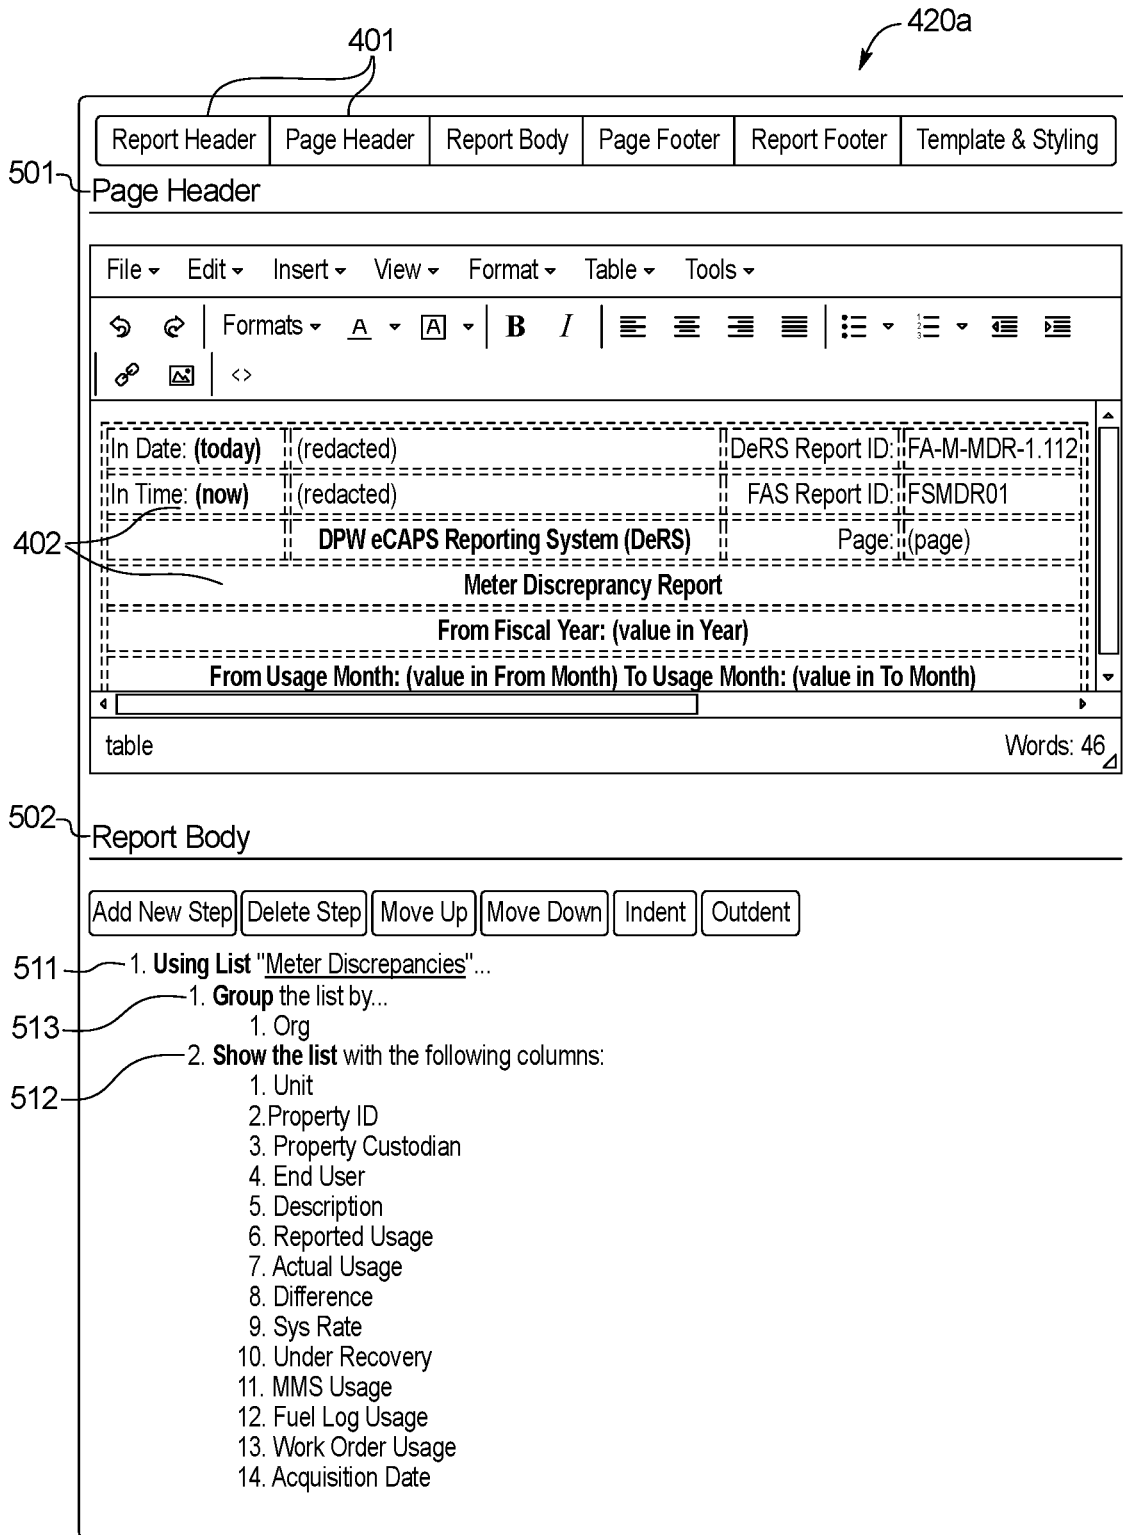 420a
401
Report Header Page Header Report Body Page Footer Report Footer Template & Styling
501
Page Header
File Edit Insert View Format Table Tools
Formats A A B I
<>
In Date: (today) (redacted) DeRS Report ID: FA-M-MDR-1.112
In Time: (now) (redacted) FAS Report ID: FSMDR01
402
DPW eCAPS Reporting System (DeRS) Page: (page)
Meter Discreprancy Report
From Fiscal Year: (value in Year)
From Usage Month: (value in From Month) To Usage Month: (value in To Month)
table Words: 46
502
Report Body
Add New Step Delete Step Move Up Move Down Indent Outdent
511
1. Using List "Meter Discrepancies"...
513
1. Group the list by...
1. Org
512
2. Show the list with the following columns:
1. Unit
2.Property ID
3. Property Custodian
4. End User
5. Description
6. Reported Usage
7. Actual Usage
8. Difference
9. Sys Rate
10. Under Recovery
11. MMS Usage
12. Fuel Log Usage
13. Work Order Usage
14. Acquisition Date